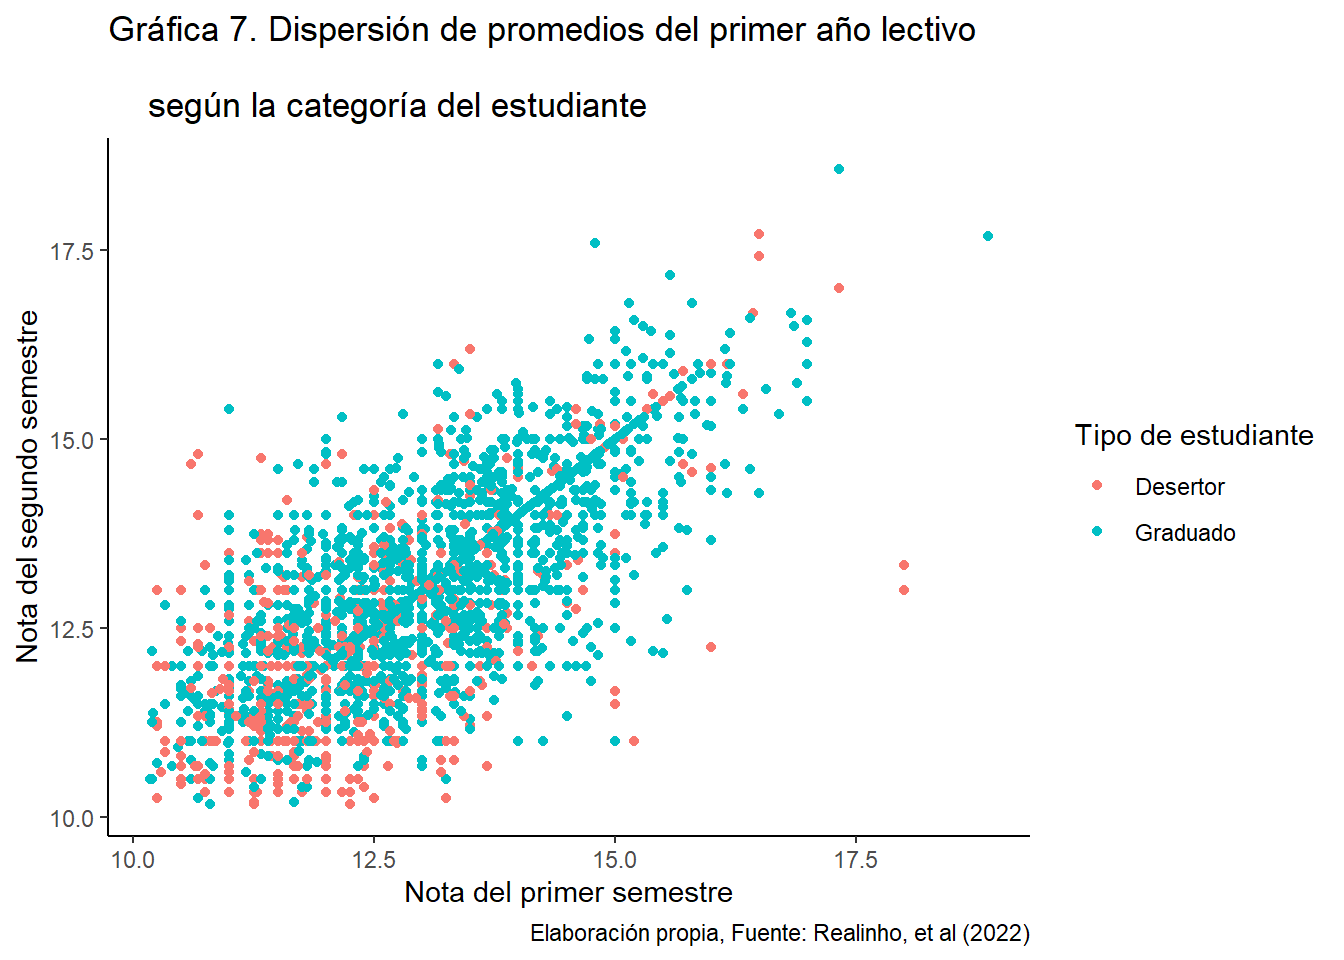 Gráfica 7. Dispersión de promedios del primer año lectivo
según la categoría del estudiante
Nota del segundo semestre
17.5
15.0
12.5
10.0
10.0 12.5 15.0 17.5
Nota del primer semestre
Tipo de estudiante
Desertor
Graduado
Elaboración propia, Fuente: Realinho, et al (2022)